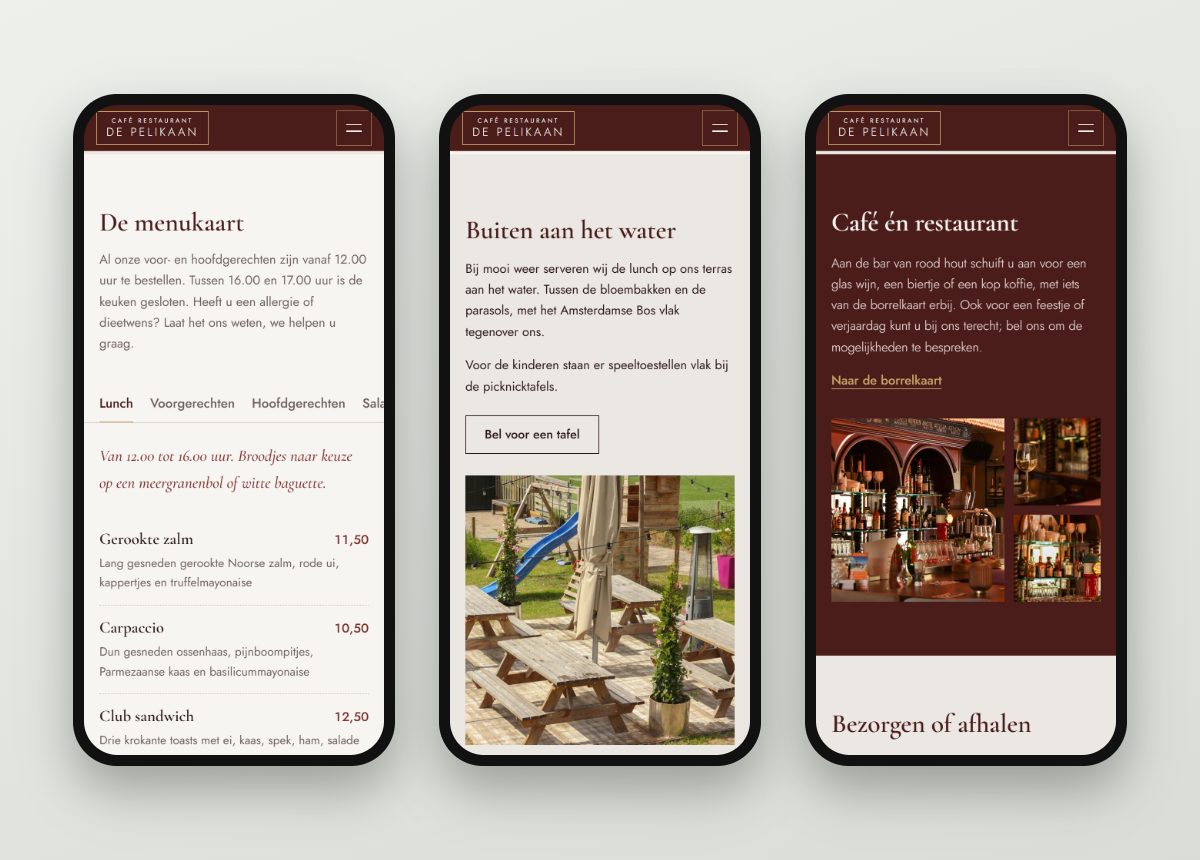 CAFÉ RESTAURANT
DE PELIKAAN
De menukaart
Al onze voor- en hoofdgerechten zijn vanaf 12.00
uur te bestellen. Tussen 16.00 en 17.00 uur is de
keuken gesloten. Heeft u een allergie of
dieetwens? Laat het ons weten, we helpen u
graag.
Lunch Voorgerechten Hoofdgerechten Sala
Van 12.00 tot 16.00 uur. Broodjes naar keuze
op een meergranenbol of witte baguette.
Gerookte zalm 11,50
Lang gesneden gerookte Noorse zalm, rode ui,
kappertjes en truffelmayonaise
Carpaccio 10,50
Dun gesneden ossenhaas, pijnboompitjes,
Parmezaanse kaas en basilicummayonaise
Club sandwich 12,50
Drie krokante toasts met ei, kaas, spek, ham, salade
CAFÉ RESTAURANT
DE PELIKAAN
Buiten aan het water
Bij mooi weer serveren wij de lunch op ons terras
aan het water. Tussen de bloembakken en de
parasols, met het Amsterdamse Bos vlak
tegenover ons.
Voor de kinderen staan er speeltoestellen vlak bij
de picknicktafels.
Bel voor een tafel
CAFÉ RESTAURANT
DE PELIKAAN
Café én restaurant
Aan de bar van rood hout schuift u aan voor een
glas wijn, een biertje of een kop koffie, met iets
van de borrelkaart erbij. Ook voor een feestje of
verjaardag kunt u bij ons terecht; bel ons om de
mogelijkheden te bespreken.
Naar de borrelkaart
Bezorgen of afhalen